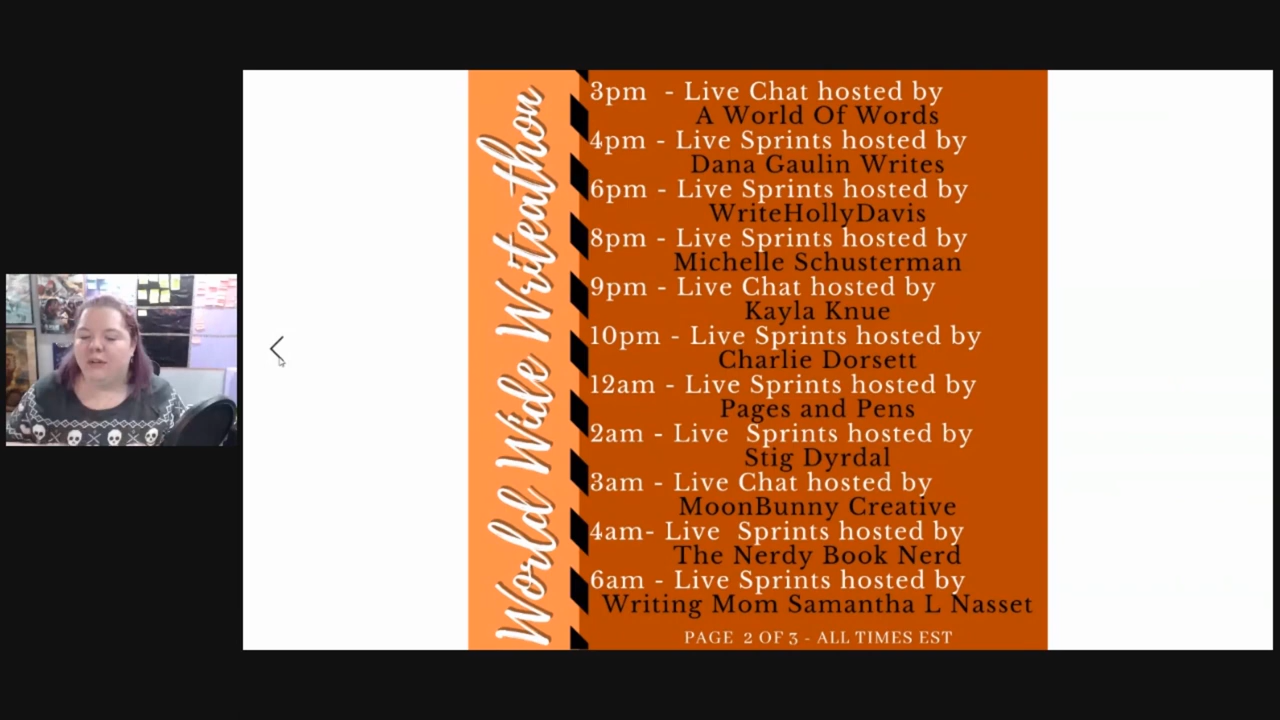 World Wide Writeathon
3pm - Live Chat hosted by
A World Of Words
4pm - Live Sprints hosted by
Dana Gaulin Writes
6pm - Live Sprints hosted by
WriteHollyDavis
8pm - Live Sprints hosted by
Michelle Schusterman
9pm - Live Chat hosted by
Kayla Knue
10pm - Live Sprints hosted by
Charlie Dorsett
12am - Live Sprints hosted by
Pages and Pens
2am - Live Sprints hosted by
Stig Dyrdal
3am - Live Chat hosted by
MoonBunny Creative
4am- Live Sprints hosted by
The Nerdy Book Nerd
6am - Live Sprints hosted by
Writing Mom Samantha L Nasset
PAGE 2 OF 3 - ALL TIMES EST